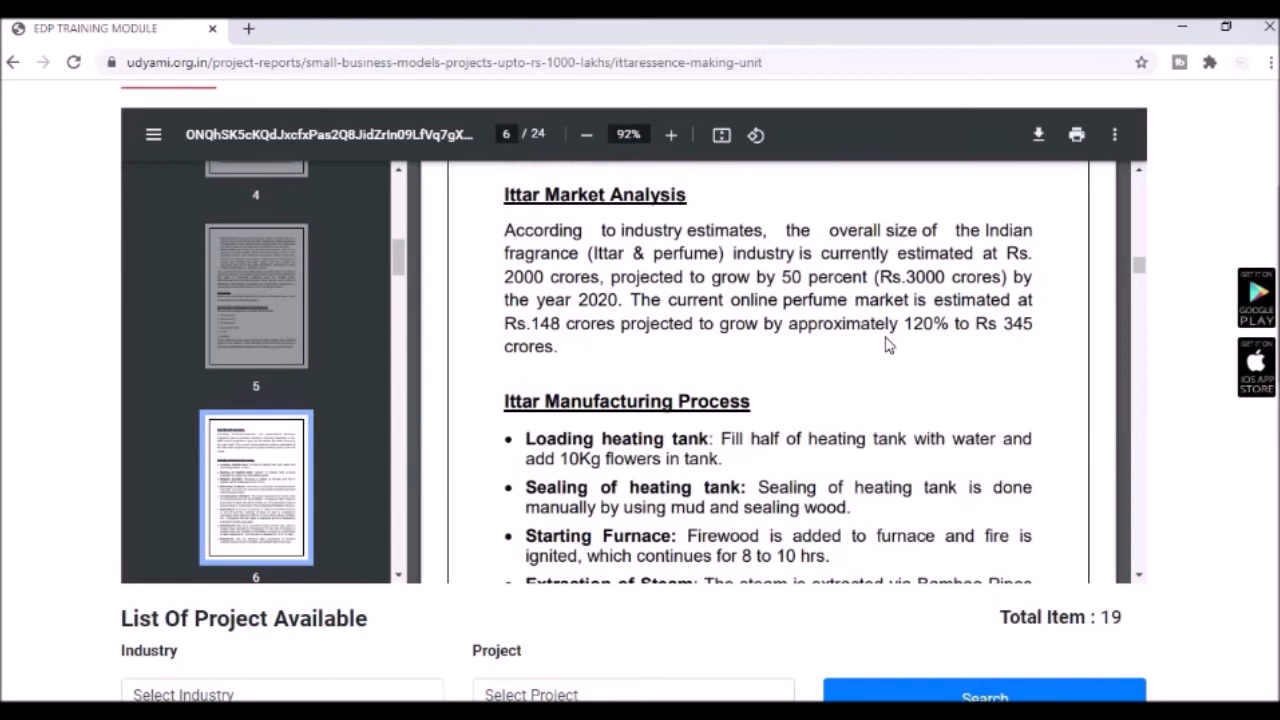 EDP TRAINING MODULE
udyami.org.in/project-reports/small-business-models-projects-upto-rs-1000-lakhs/ittaressence-making-unit
ONQhSK5cKQdJxcfxPas2Q8JidZrIn09LfVq7gX...
6 / 24
92%
4
5
6
Ittar Market Analysis
According to industry estimates, the overall size of the Indian
fragrance (Ittar & perfume) industry is currently estimated at Rs.
2000 crores, projected to grow by 50 percent (Rs.3000 crores) by
the year 2020. The current online perfume market is estimated at
Rs.148 crores projected to grow by approximately 120% to Rs 345
crores.
Ittar Manufacturing Process
• Loading heating tank: Fill half of heating tank with water and
add 10Kg flowers in tank.
• Sealing of heating tank: Sealing of heating tank is done
manually by using mud and sealing wood.
• Starting Furnace: Firewood is added to furnace and fire is
ignited, which continues for 8 to 10 hrs.
• Extraction of Steam: The steam is extracted via Bamboo Pipes
GET IT ON
GOOGLE
PLAY
GET IT ON
IOS APP
STORE
List Of Project Available
Total Item : 19
Industry
Project
Select Industry
Select Project
Search